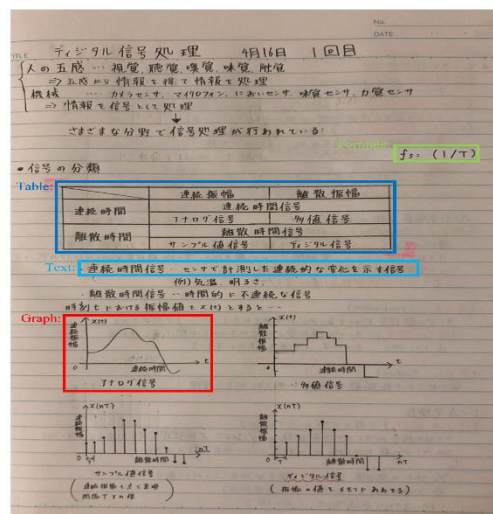 No.
DATE
TITLE ディジタル信号処理 4月16日 1回目
人の五感… 視覚、聴覚、嗅覚、味覚、触覚
⇒ 五感から情報を得て情報を処理
機械 …… カメラセンサ、マイクロフォン、においセンサ、味覚センサ、力覚センサ
⇒ 情報を信号として処理
↓
さまざまな分野で信号処理が行われている
Formula:
fs= (1/T)
•信号の分類
Table:
連続振幅 離散振幅
連続時間 連続時間信号
アナログ信号 多値信号
離散時間 離散時間信号
サンプル値信号 ディジタル信号
Text: 連続時間信号…センサで計測した連続的な変化を示す信号
例)気温、明るさ
離散時間信号…時間的に不連続な信号
時刻tにおける振幅値をx(t)とすると…
Graph:
x(t) x(t)
連続振幅 離散振幅
0 連続時間 t 0 連続時間 t
アナログ信号 多値信号
x(nT) x(nT)
連続振幅 離散振幅
0 離散時間 nT 0 離散時間 nT
サンプル値信号 ディジタル信号